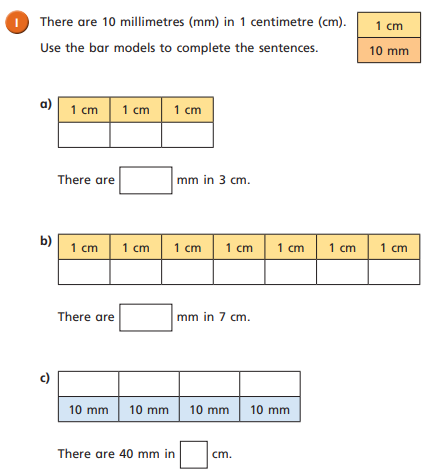 1 There are 10 millimetres (mm) in 1 centimetre (cm).
Use the bar models to complete the sentences.
1 cm
10 mm
a) 1 cm 1 cm 1 cm
There are mm in 3 cm.
b) 1 cm 1 cm 1 cm 1 cm 1 cm 1 cm 1 cm
There are mm in 7 cm.
c)
10 mm 10 mm 10 mm 10 mm
There are 40 mm in cm.